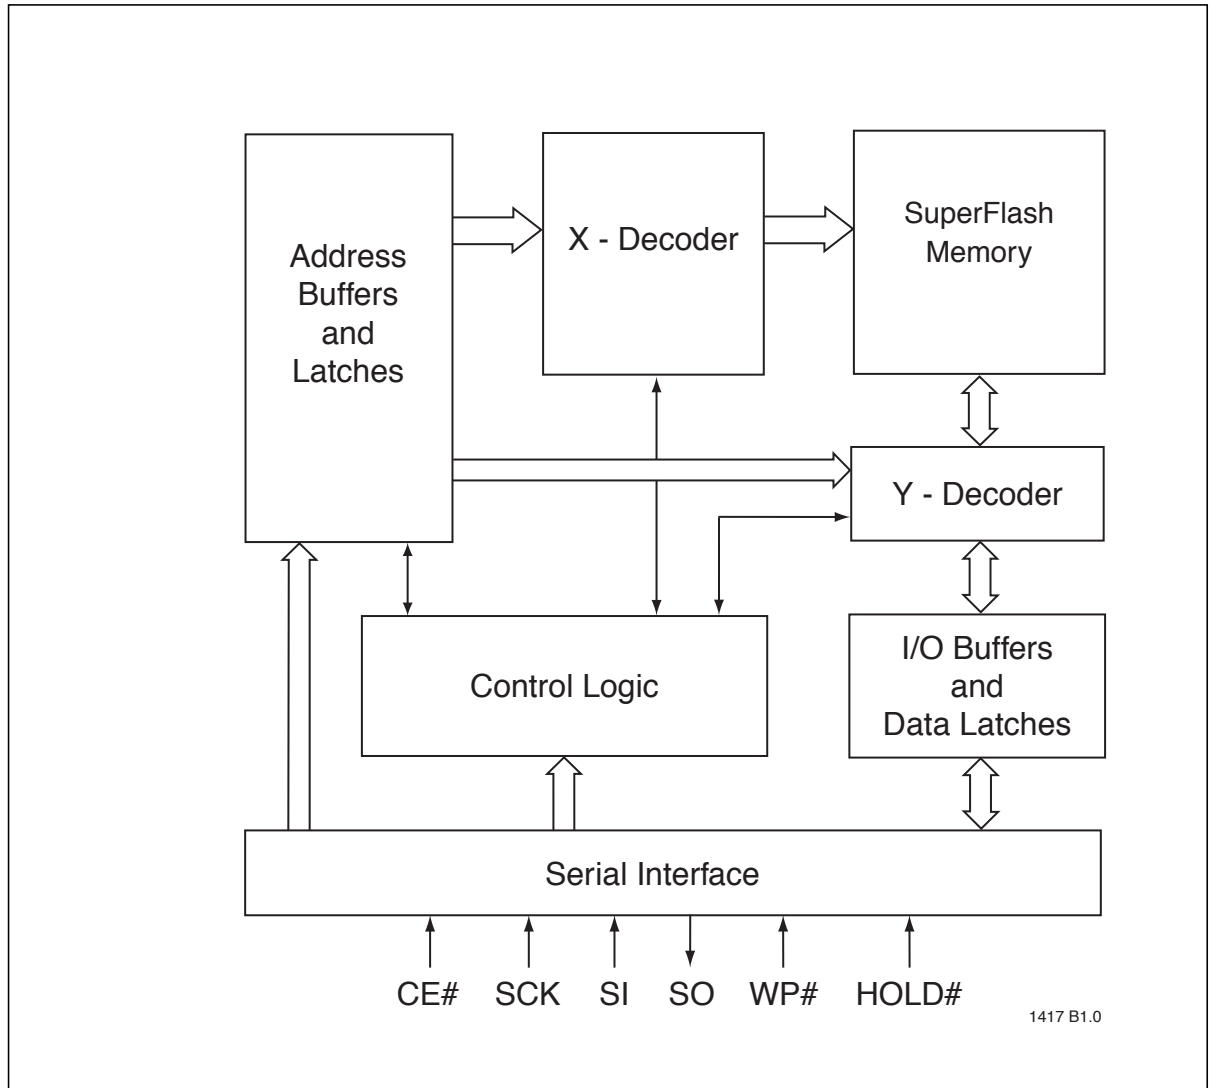 Address
Buffers
and
Latches
X - Decoder
SuperFlash
Memory
Y - Decoder
Control Logic
I/O Buffers
and
Data Latches
Serial Interface
CE# SCK SI SO WP# HOLD#
1417 B1.0